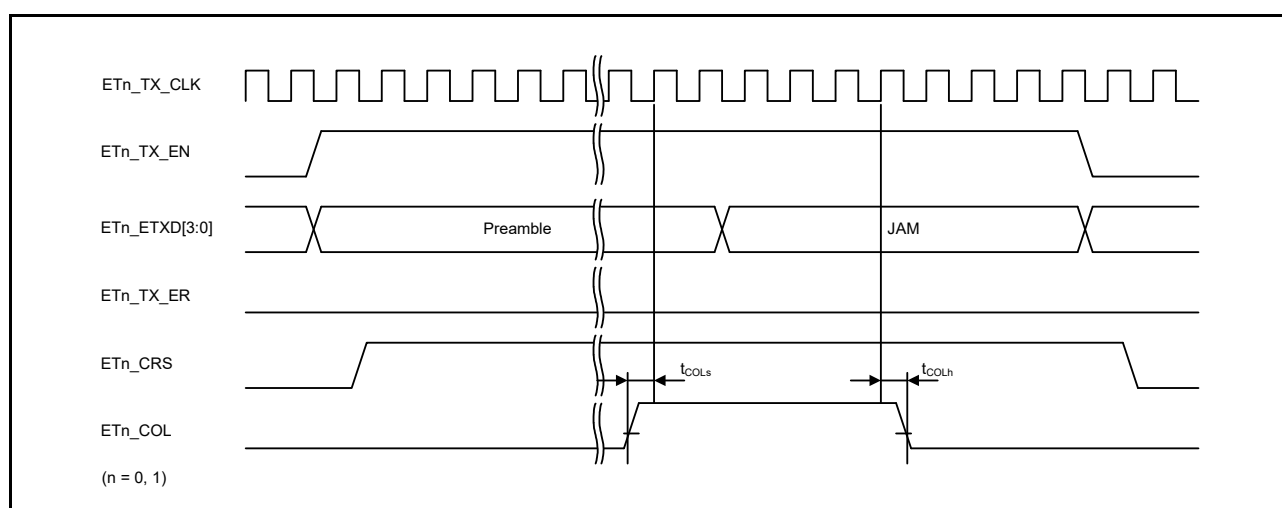 ETn_TX_CLK
ETn_TX_EN
ETn_ETXD[3:0]
Preamble
JAM
ETn_TX_ER
ETn_CRS
tCOLs
tCOLh
ETn_COL
(n = 0, 1)